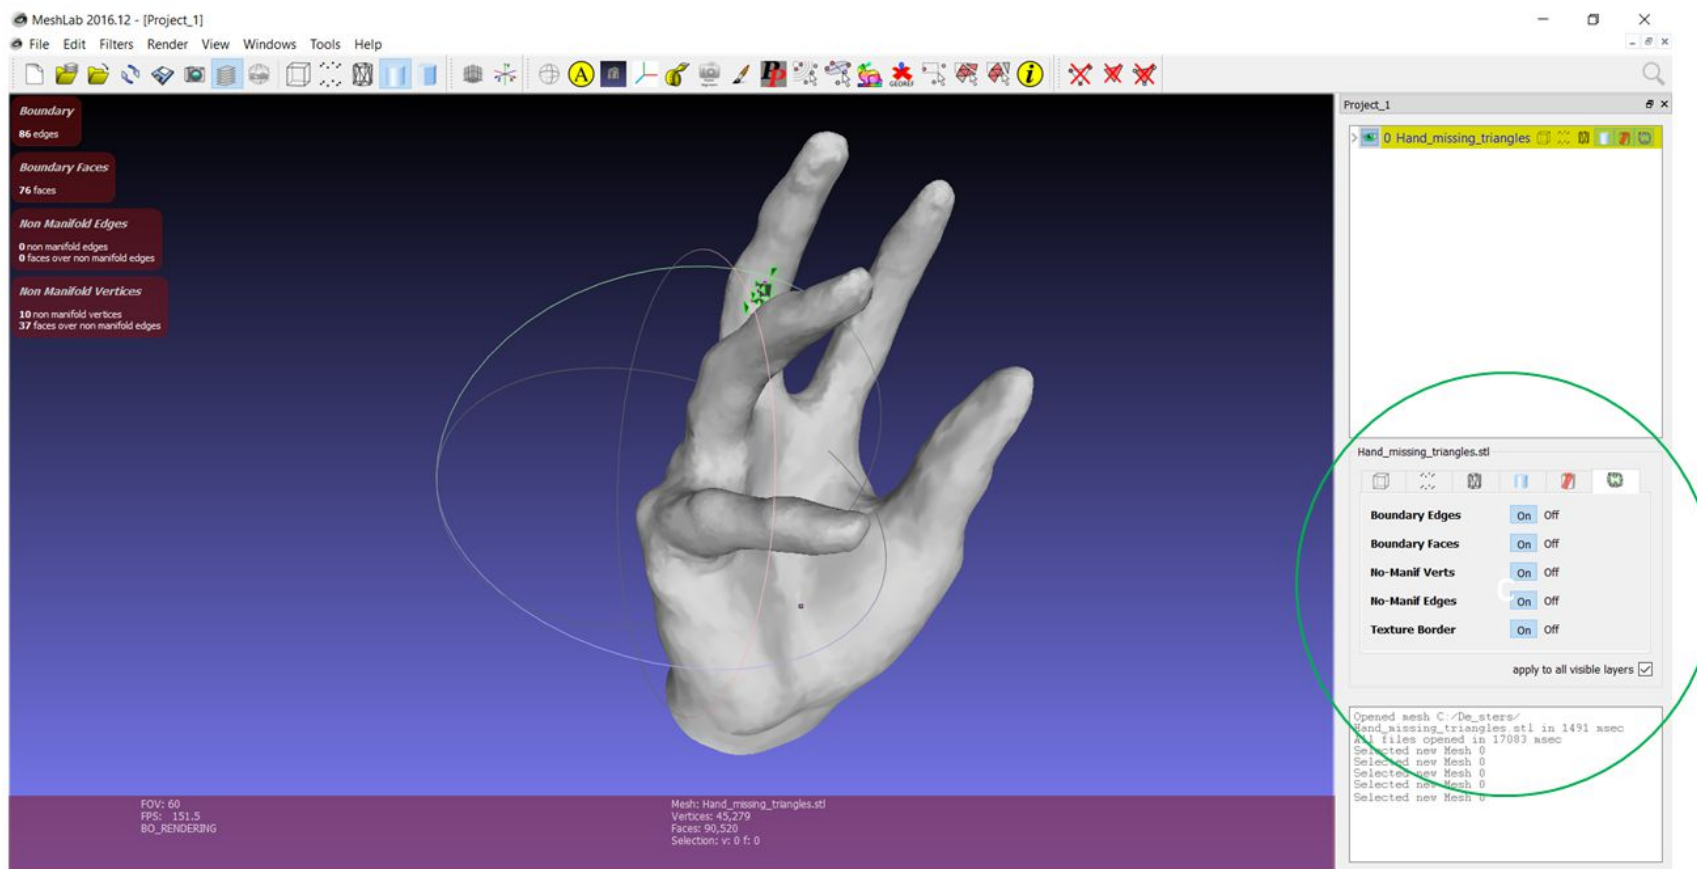 MeshLab 2016.12 - [Project_1]
File Edit Filters Render View Windows Tools Help
A
PP
GEOREF
i
Boundary
86 edges
Boundary Faces
76 faces
Non Manifold Edges
0 non manifold edges
0 faces over non manifold edges
Non Manifold Vertices
10 non manifold vertices
37 faces over non manifold edges
FOV: 60
FPS: 151.5
BO_RENDERING
Mesh: Hand_missing_triangles.stl
Vertices: 45,279
Faces: 90,520
Selection: v: 0 f: 0
Project_1
0 Hand_missing_triangles
Hand_missing_triangles.stl
Boundary Edges On Off
Boundary Faces On Off
No-Manif Verts On Off
C
No-Manif Edges On Off
Texture Border On Off
apply to all visible layers
Opened mesh C:/De_sters/
Hand_missing_triangles.stl in 1491 msec
All files opened in 17083 msec
Selected new Mesh 0
Selected new Mesh 0
Selected new Mesh 0
Selected new Mesh 0
Selected new Mesh 0